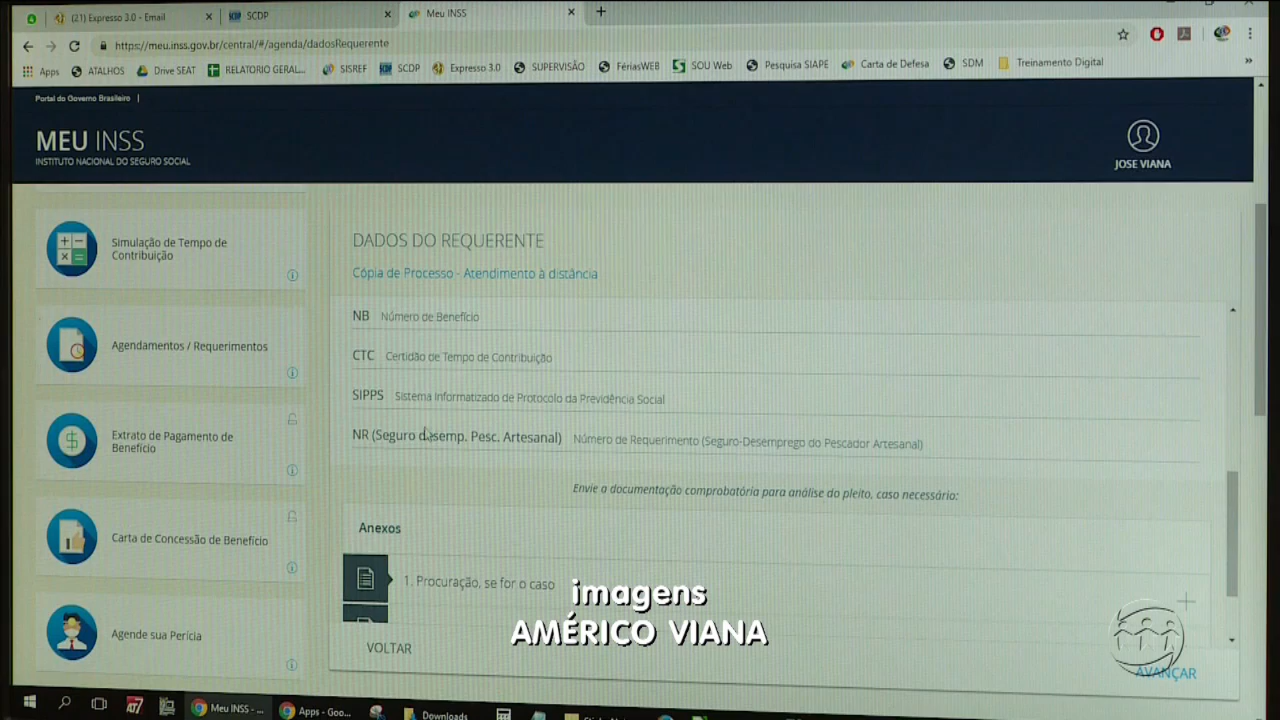 (21) Expresso 3.0 - Email
SCDP
Meu INSS
https://meu.inss.gov.br/central/#/agenda/dadosRequerente
Apps
ATALHOS
Drive SEAT
RELATORIO GERAL...
SISREF
SCDP
Expresso 3.0
SUPERVISÃO
FériasWEB
SOU Web
Pesquisa SIAPE
Carta de Defesa
SDM
Treinamento Digital
Portal do Governo Brasileiro
MEU INSS
INSTITUTO NACIONAL DO SEGURO SOCIAL
JOSE VIANA
Simulação de Tempo de
Contribuição
Agendamentos / Requerimentos
Extrato de Pagamento de
Benefício
Carta de Concessão de Benefício
Agende sua Perícia
DADOS DO REQUERENTE
Cópia de Processo - Atendimento à distância
NB Número de Benefício
CTC Certidão de Tempo de Contribuição
SIPPS Sistema Informatizado de Protocolo da Previdência Social
NR (Seguro desemp. Pesc. Artesanal) Número de Requerimento (Seguro-Desemprego do Pescador Artesanal)
Envie a documentação comprobatória para análise do pleito, caso necessário:
Anexos
1. Procuração, se for o caso
imagens
AMÉRICO VIANA
VOLTAR
AVANÇAR
Meu INSS - ...
Apps - Goo...
Downloads